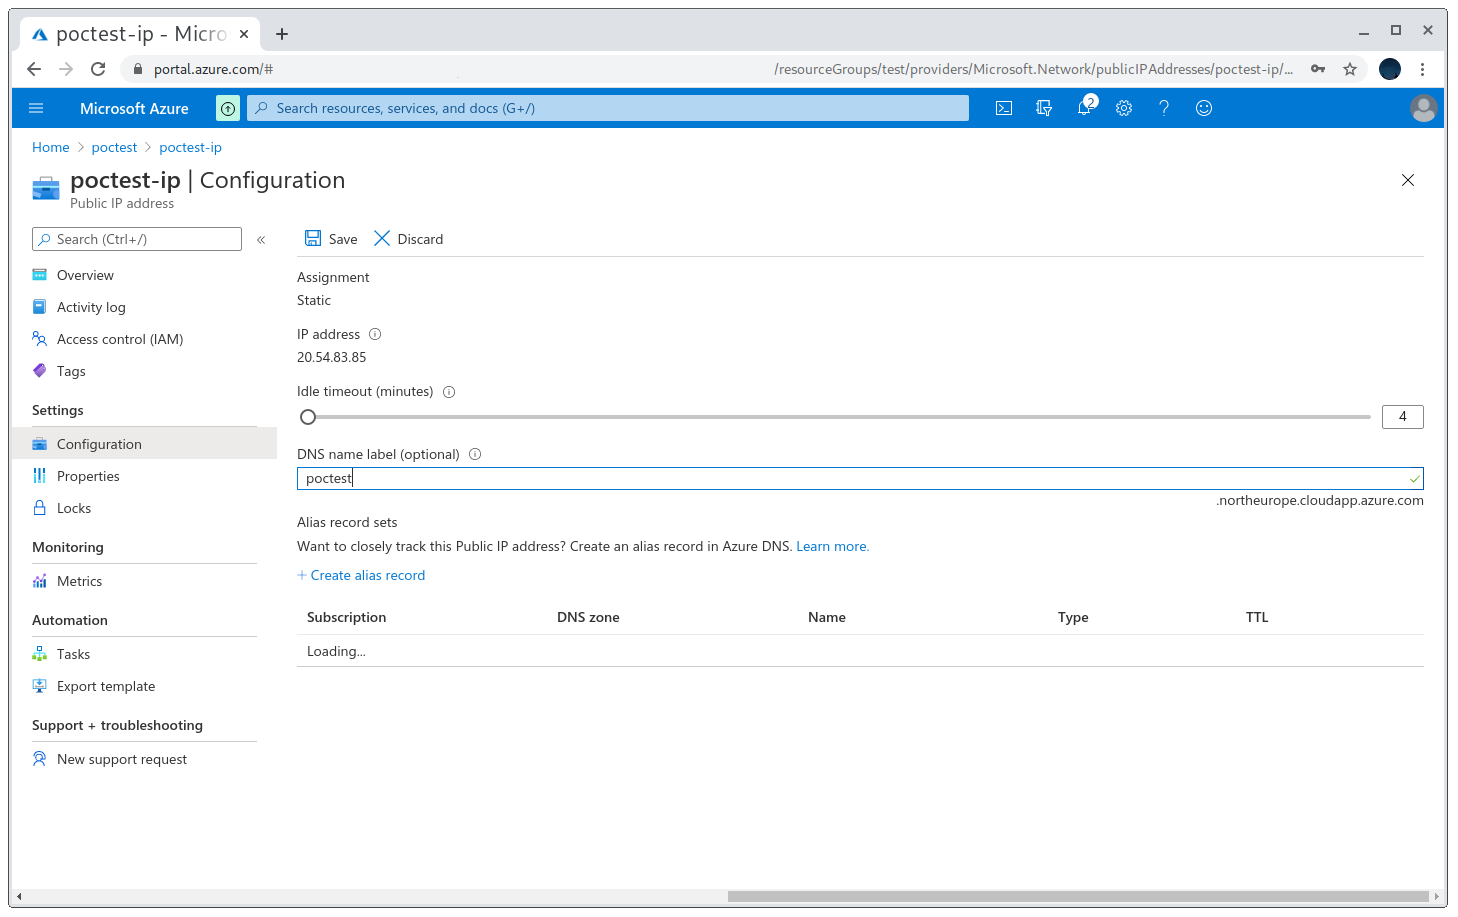 poctest-ip - Micro
portal.azure.com/# /resourceGroups/test/providers/Microsoft.Network/publicIPAddresses/poctest-ip/...
Microsoft Azure
Search resources, services, and docs (G+/)
2
Home > poctest > poctest-ip
poctest-ip | Configuration
Public IP address
Search (Ctrl+/)
«
Overview
Activity log
Access control (IAM)
Tags
Settings
Configuration
Properties
Locks
Monitoring
Metrics
Automation
Tasks
Export template
Support + troubleshooting
New support request
Save Discard
Assignment
Static
IP address
20.54.83.85
Idle timeout (minutes)
4
DNS name label (optional)
poctest
.northeurope.cloudapp.azure.com
Alias record sets
Want to closely track this Public IP address? Create an alias record in Azure DNS. Learn more.
+ Create alias record
Subscription DNS zone Name Type TTL
Loading...